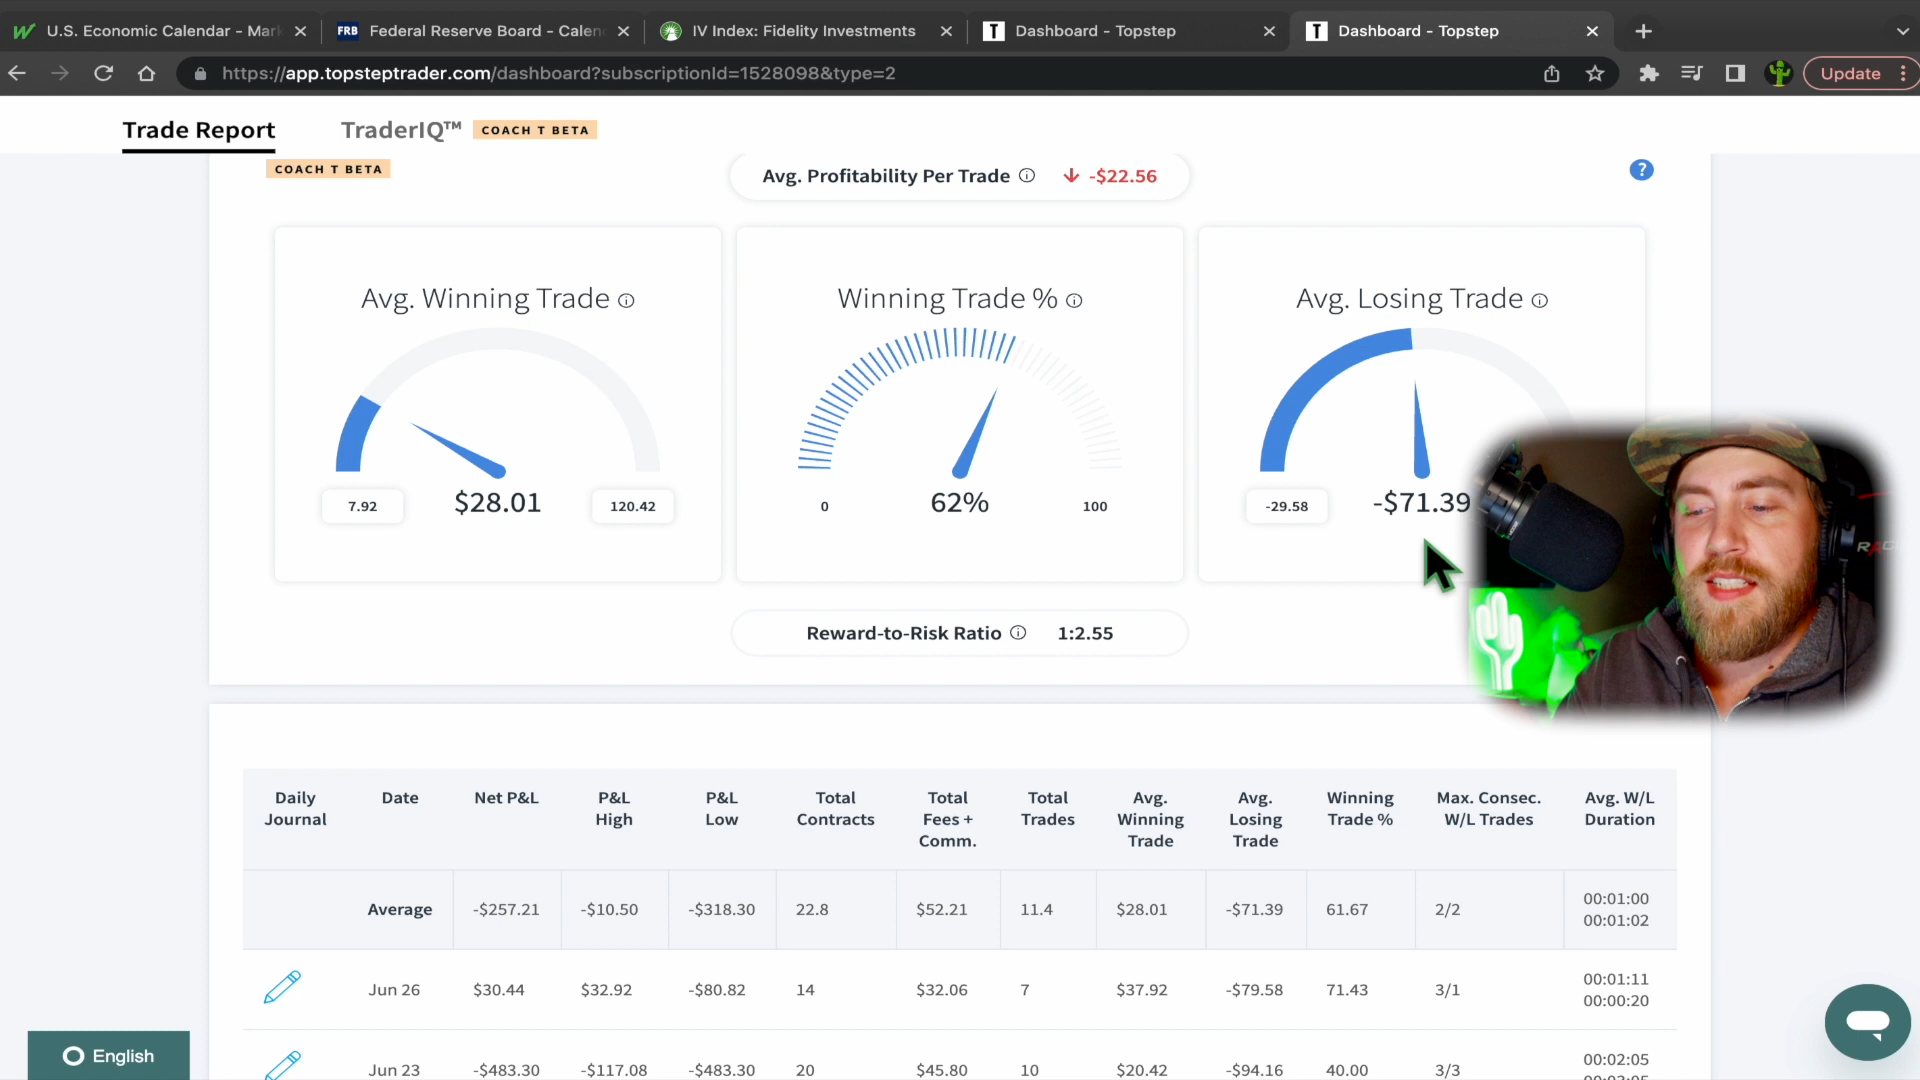 U.S. Economic Calendar - Mark
FRB
Federal Reserve Board - Calen
IV Index: Fidelity Investments
T
Dashboard - Topstep
T
Dashboard - Topstep
https://app.topsteptrader.com/dashboard?subscriptionId=1528098&type=2
Update
Trade Report
TraderIQ™
COACH T BETA
COACH T BETA
Avg. Profitability Per Trade
-$22.56
?
Avg. Winning Trade
7.92
$28.01
120.42
Winning Trade %
0
62%
100
Avg. Losing Trade
-29.58
-$71.39
Reward-to-Risk Ratio
1:2.55
Daily Journal
Date
Net P&L
P&L High
P&L Low
Total Contracts
Total Fees + Comm.
Total Trades
Avg. Winning Trade
Avg. Losing Trade
Winning Trade %
Max. Consec. W/L Trades
Avg. W/L Duration
Average -$257.21 -$10.50 -$318.30 22.8 $52.21 11.4 $28.01 -$71.39 61.67 2/2 00:01:00 00:01:02
Jun 26 $30.44 $32.92 -$80.82 14 $32.06 7 $37.92 -$79.58 71.43 3/1 00:01:11 00:00:20
Jun 23 -$483.30 -$117.08 -$483.30 20 $45.80 10 $20.42 -$94.16 40.00 3/3 00:02:05
English